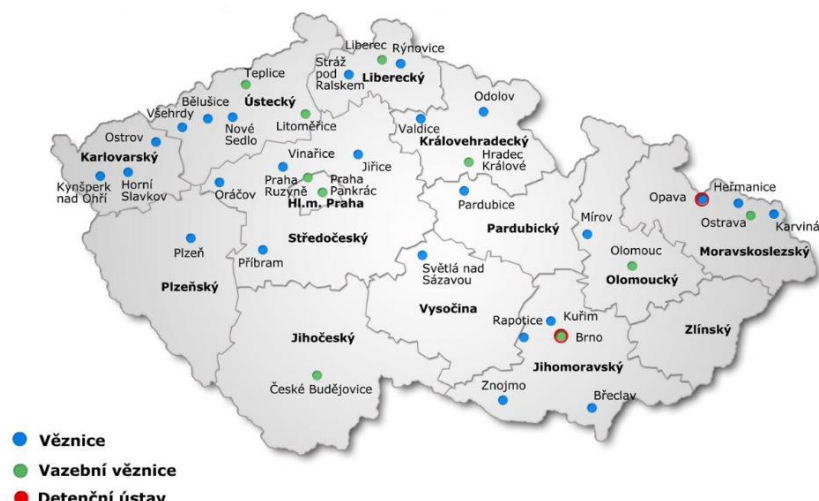 Liberec
Rýnovice
Stráž
pod
Ralskem
Liberecký
Teplice
Ústecký
Bělušice
Všehrdy
Nové
Sedlo
Litoměřice
Odolov
Valdice
Královehradecký
Hradec
Králové
Ostrov
Karlovarský
Kynšperk
nad Ohří
Horní
Slavkov
Vinařice
Jiřice
Praha
Ruzyně
Praha
Pankrác
Hl.m. Praha
Oráčov
Středočeský
Příbram
Plzeň
Plzeňský
Pardubice
Pardubický
Opava
Heřmanice
Ostrava
Karviná
Moravskoslezský
Mírov
Olomouc
Olomoucký
Světlá nad
Sázavou
Vysočina
Jihočeský
České Budějovice
Rapotice
Kuřim
Brno
Jihomoravský
Zlínský
Znojmo
Břeclav
Věznice
Vazební věznice
Detenční ústav